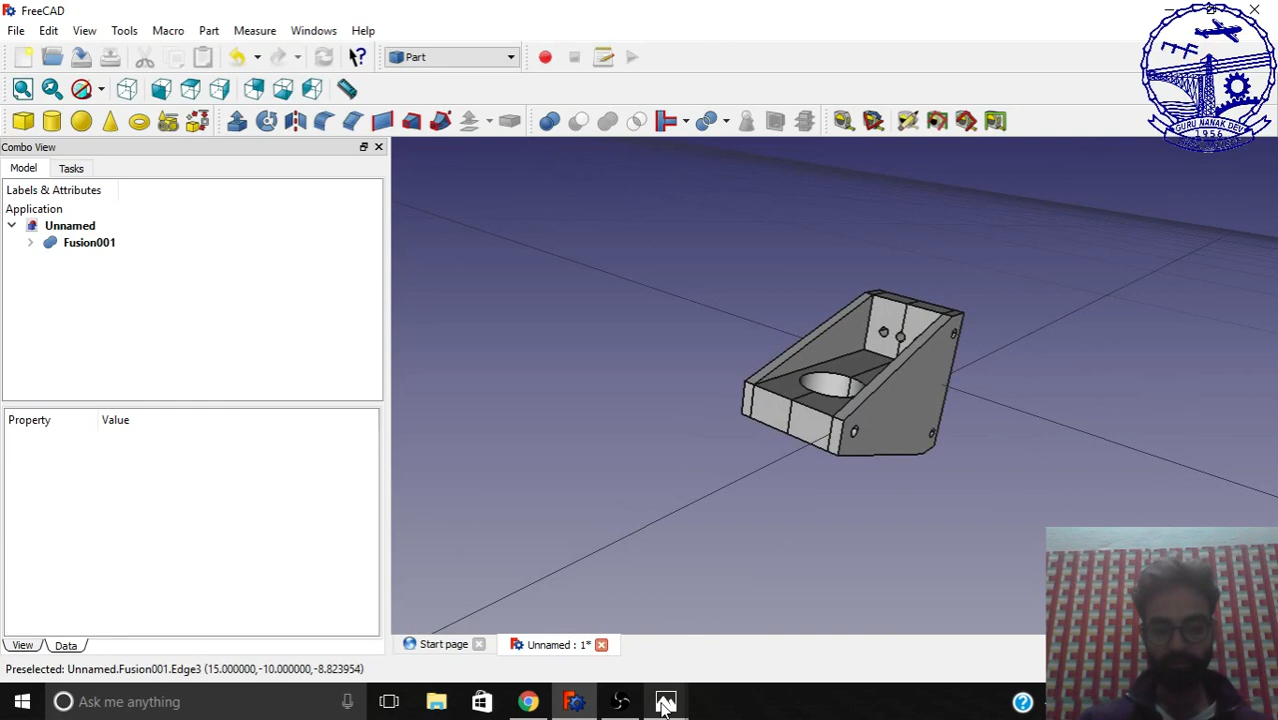 FreeCAD
File Edit View Tools Macro Part Measure Windows Help
Part
Combo View
Model Tasks
Labels & Attributes
Application
Unnamed
Fusion001
Property Value
View Data
Start page Unnamed : 1*
Preselected: Unnamed.Fusion001.Edge3 (15.000000,-10.000000,-8.823954)
Ask me anything
GURU NANAK DEV
1956